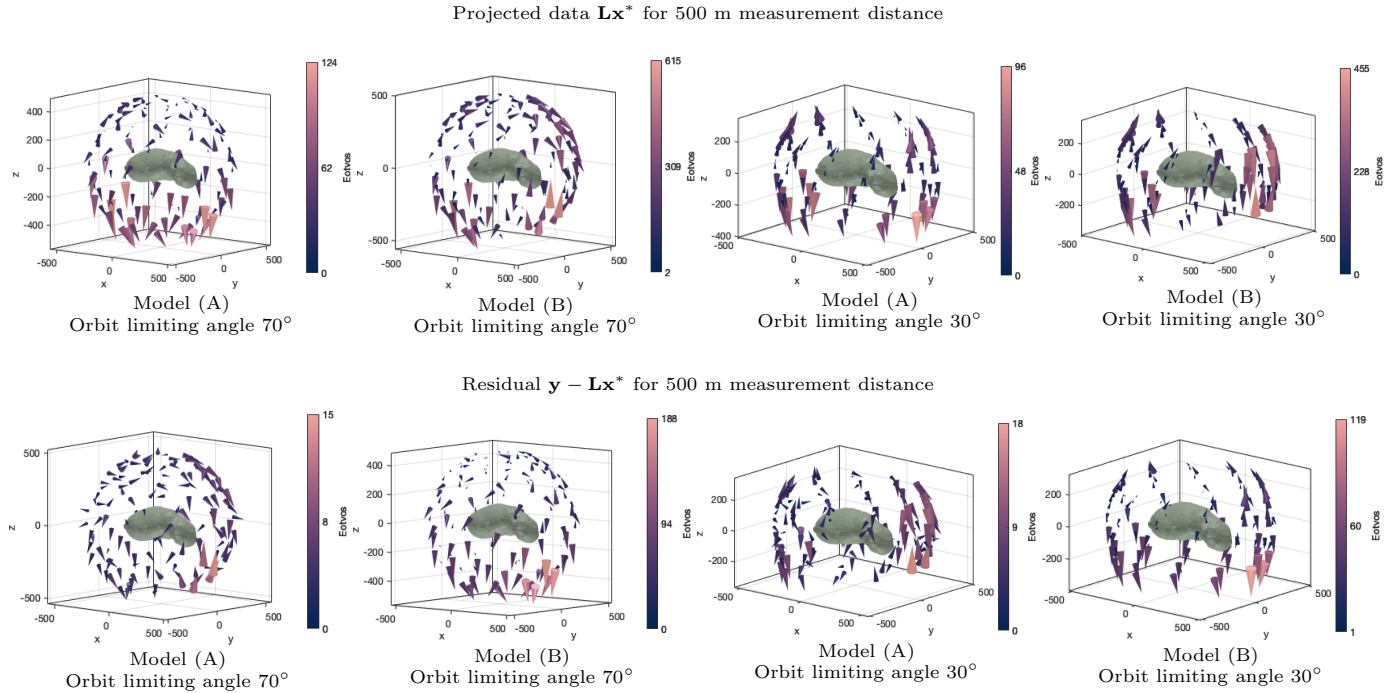 Projected data Lx* for 500 m measurement distance
400
200
0
-200
-400
z
-500
0
500
x
-500
0
500
y
124
62
0
Eotvos
Model (A)
Orbit limiting angle 70°
500
0
-500
z
-500
0
500
x
-500
0
500
y
615
309
2
Eotvos
Model (B)
Orbit limiting angle 70°
200
0
-200
-400
z
-500
0
500
x
-500
0
500
y
96
48
0
Eotvos
Model (A)
Orbit limiting angle 30°
200
0
-200
-400
z
-500
0
500
x
-500
0
500
y
455
228
0
Eotvos
Model (B)
Orbit limiting angle 30°
Residual y − Lx* for 500 m measurement distance
500
0
-500
z
-500
0
500
x
-500
0
500
y
15
8
0
Eotvos
Model (A)
Orbit limiting angle 70°
400
200
0
-200
-400
z
-500
0
500
x
-500
0
500
y
188
94
0
Eotvos
Model (B)
Orbit limiting angle 70°
200
0
-200
-400
z
-500
0
500
x
-500
0
500
y
18
9
0
Eotvos
Model (A)
Orbit limiting angle 30°
200
0
-200
-400
z
-500
0
500
x
-500
0
500
y
119
60
1
Eotvos
Model (B)
Orbit limiting angle 30°